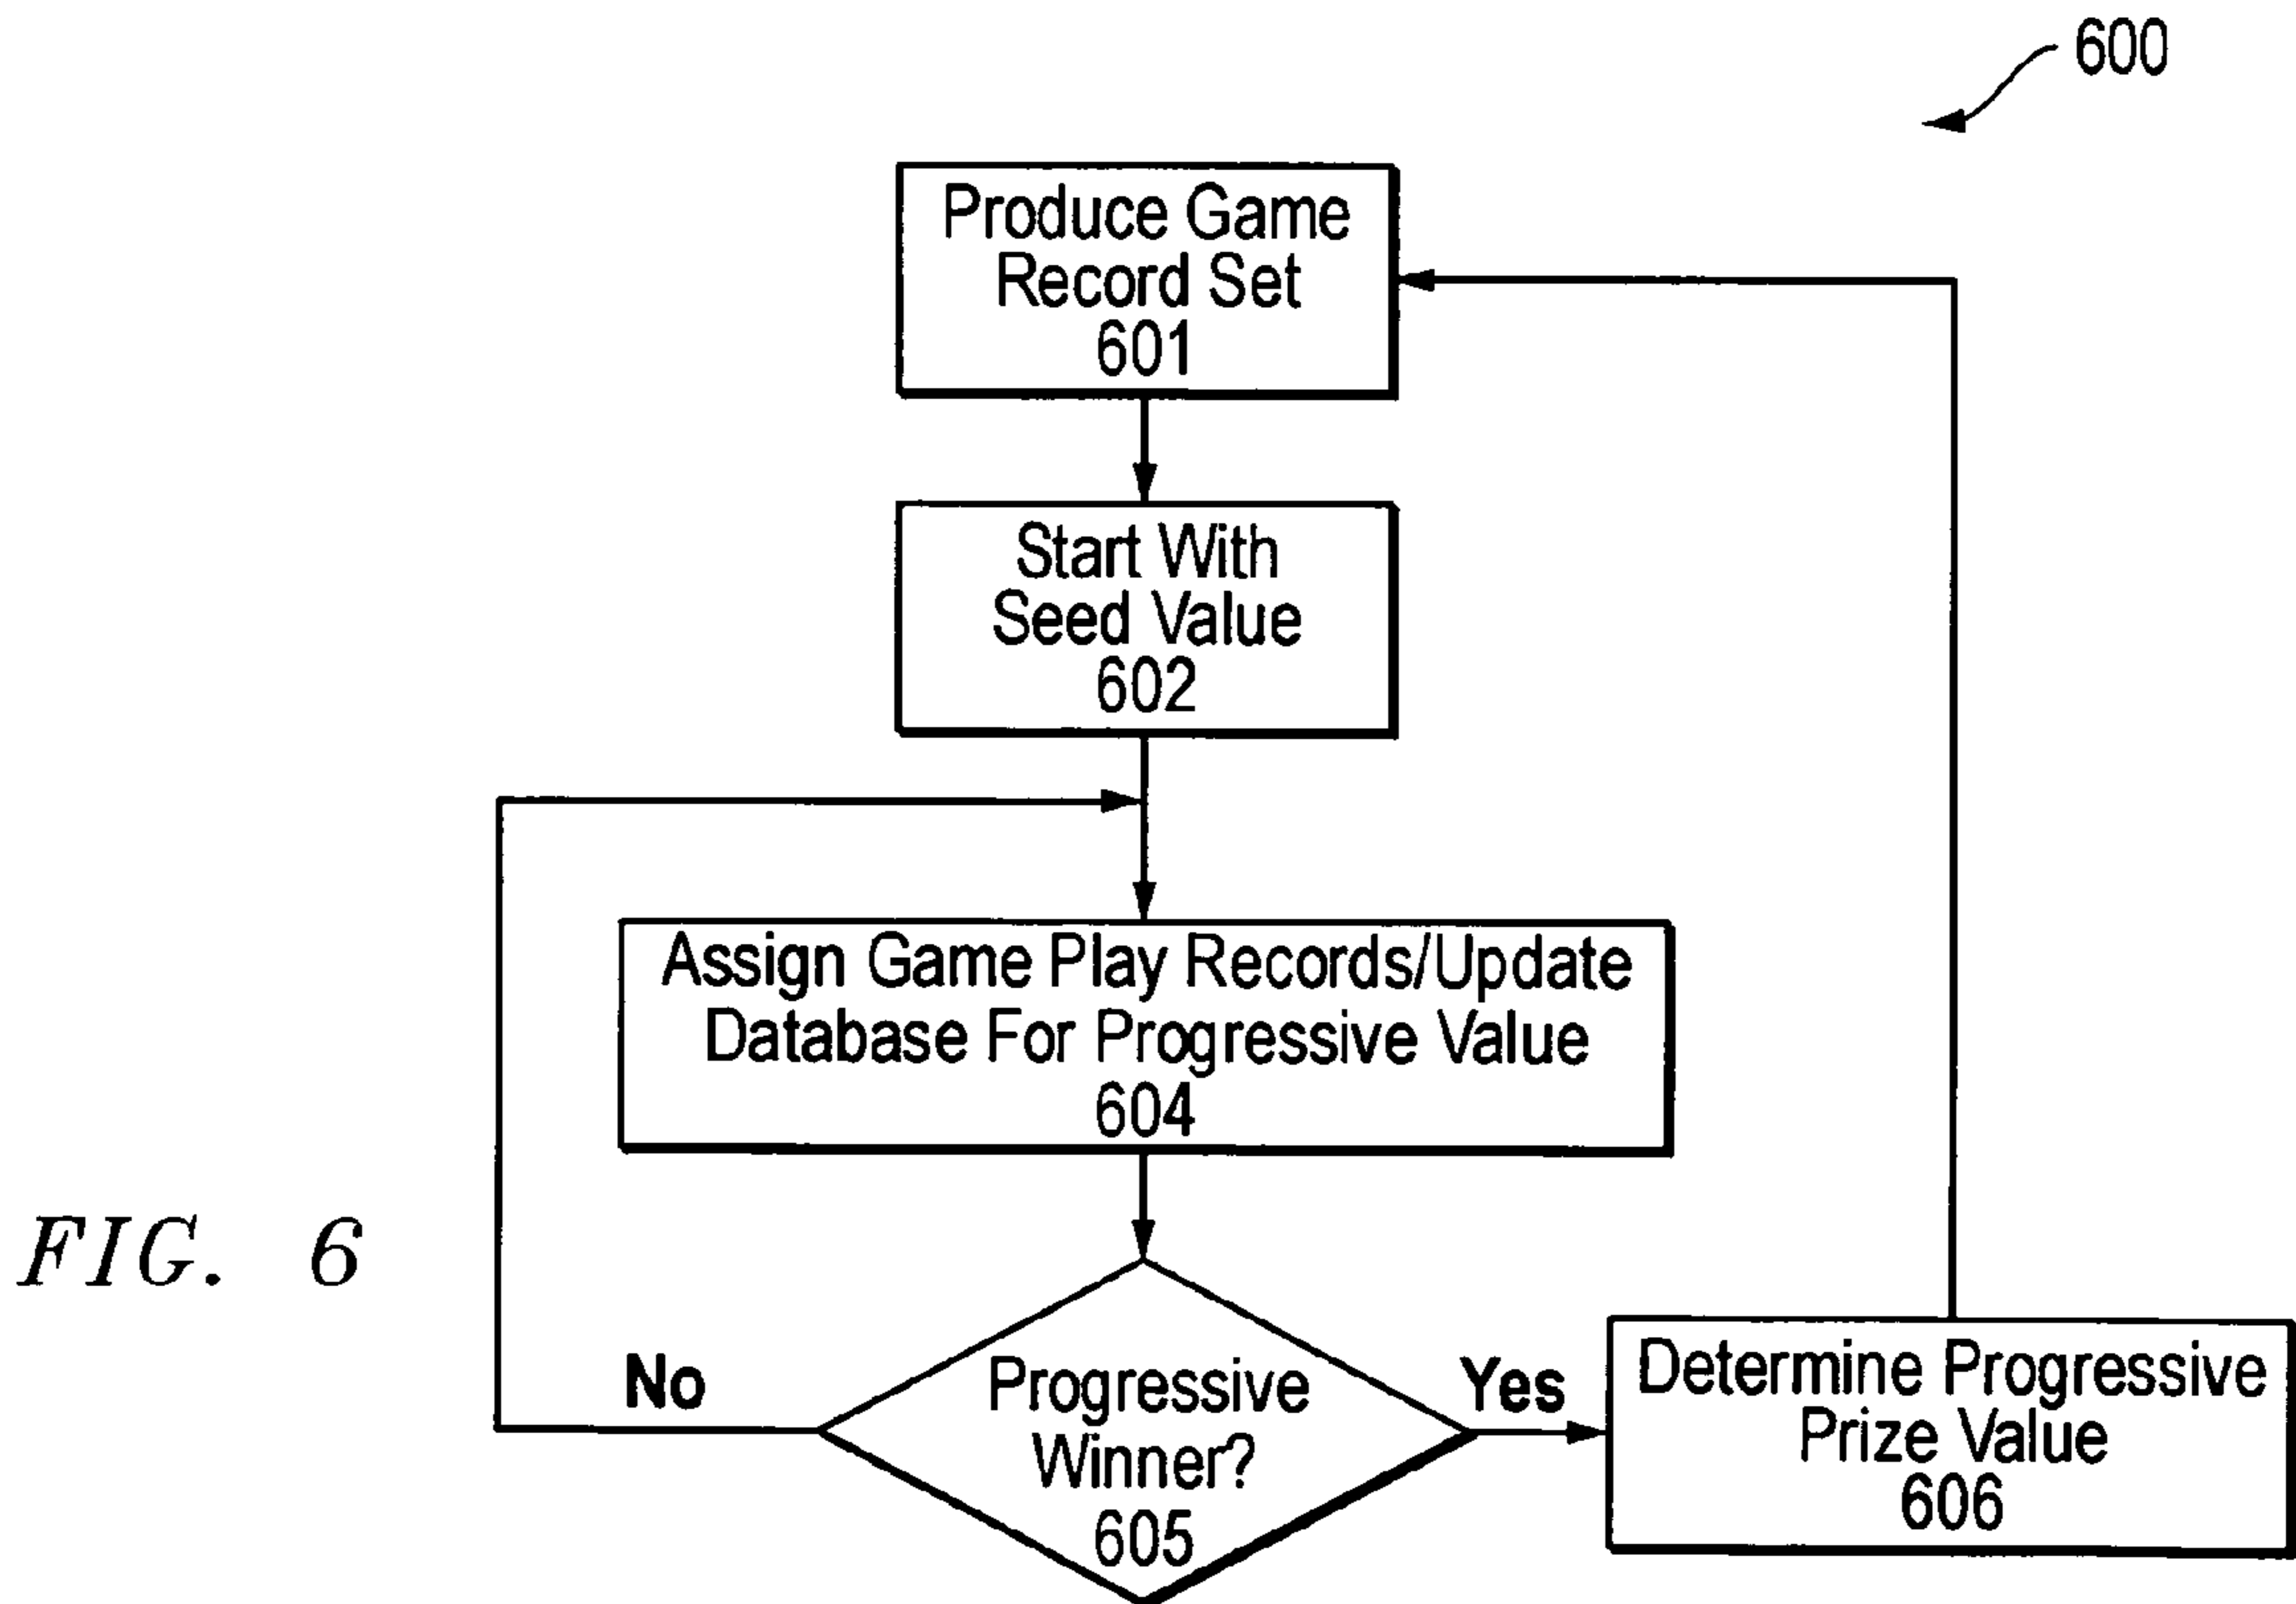 600
Produce Game
Record Set
601
Start With
Seed Value
602
Assign Game Play Records/Update
Database For Progressive Value
604
FIG. 6
No
Progressive
Winner?
605
Yes
Determine Progressive
Prize Value
606